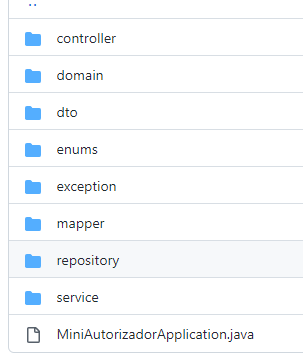 ..
controller
domain
dto
enums
exception
mapper
repository
service
MiniAutorizadorApplication.java